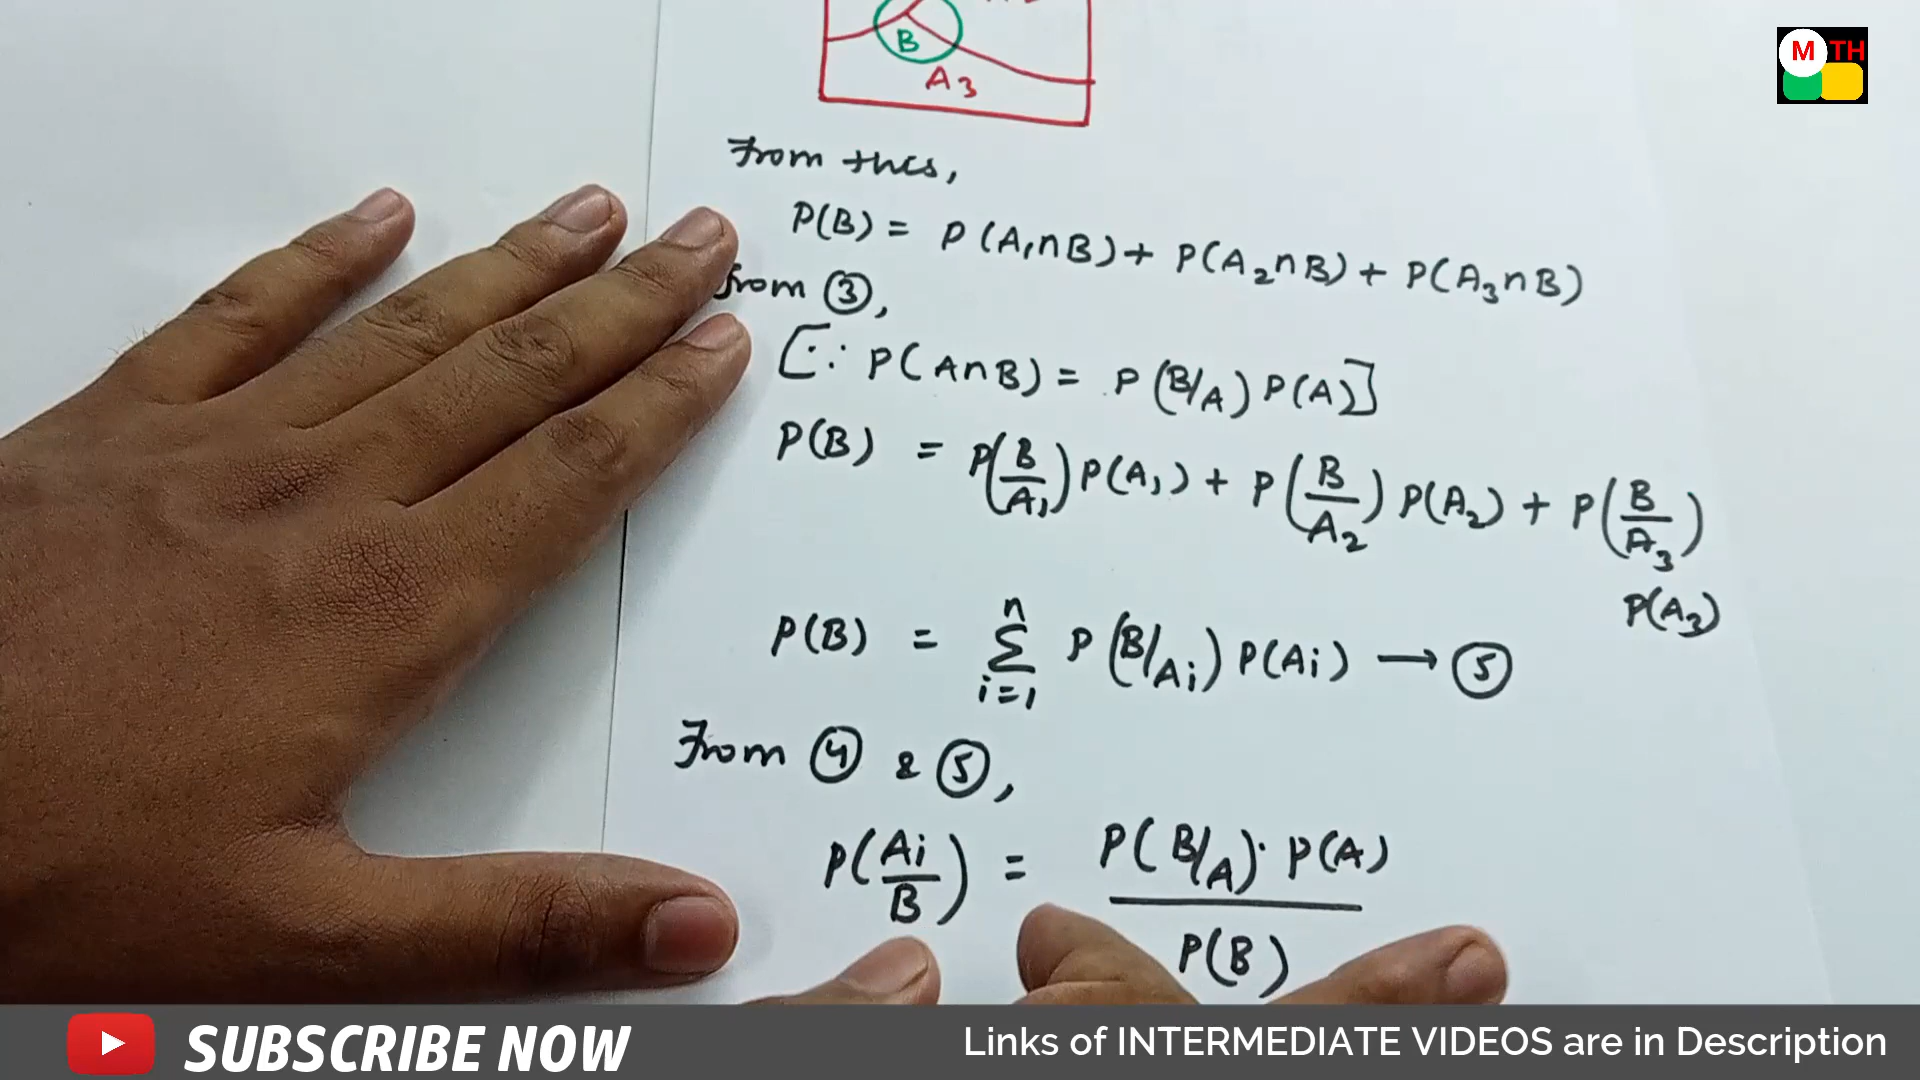 B
A3
M TH
From this,
P(B) = P(A₁∩B) + P(A₂∩B) + P(A₃∩B)
from ③,
[∵ P(A∩B) = P(B/A) P(A)]
P(B) = P(B/A₁) P(A₁) + P(B/A₂) P(A₂) + P(B/A₃)
P(A₃)
P(B) = n Σ i=1 P(B/Ai) P(Ai) → ⑤
From ④ & ⑤,
P(Ai/B) = P(B/A)· P(A) / P(B)
SUBSCRIBE NOW
Links of INTERMEDIATE VIDEOS are in Description